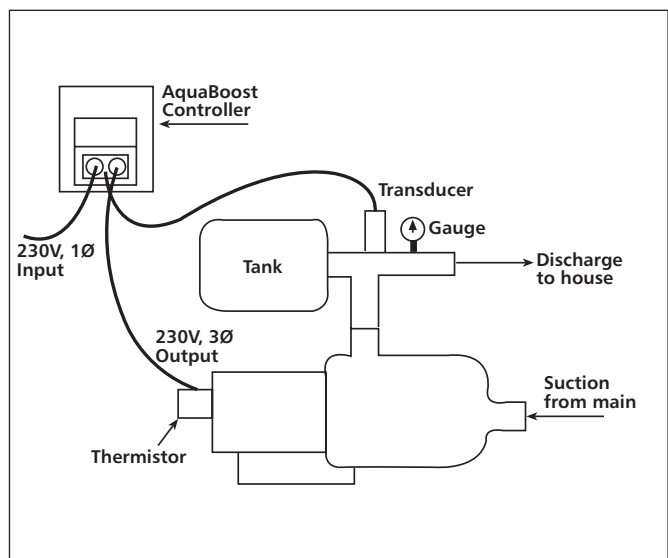 AquaBoost
Controller
Transducer
Gauge
230V, 1Ø
Input
Tank
Discharge
to house
230V, 3Ø
Output
Suction
from main
Thermistor